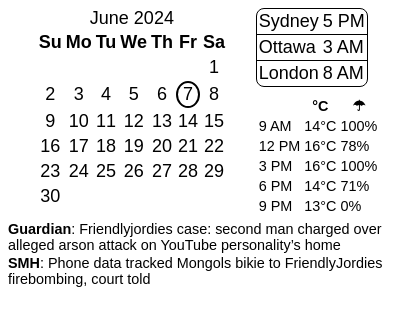 June 2024
Su Mo Tu We Th Fr Sa
1
2 3 4 5 6 7 8
9 10 11 12 13 14 15
16 17 18 19 20 21 22
23 24 25 26 27 28 29
30
Sydney 5 PM
Ottawa 3 AM
London 8 AM
°C ☂
9 AM 14°C 100%
12 PM 16°C 78%
3 PM 16°C 100%
6 PM 14°C 71%
9 PM 13°C 0%
Guardian: Friendlyjordies case: second man charged over
alleged arson attack on YouTube personality’s home
SMH: Phone data tracked Mongols bikie to FriendlyJordies
firebombing, court told